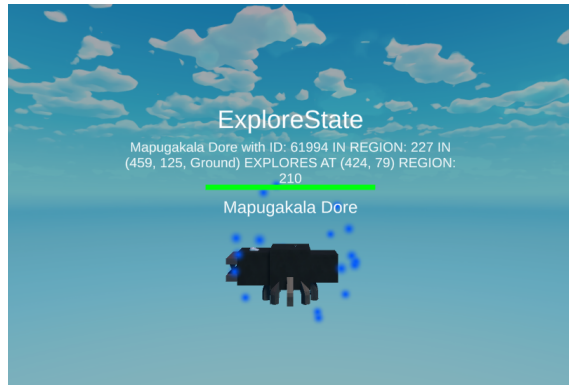 ExploreState
Mapugakala Dore with ID: 61994 IN REGION: 227 IN
(459, 125, Ground) EXPLORES AT (424, 79) REGION:
210
Mapugakala Dore